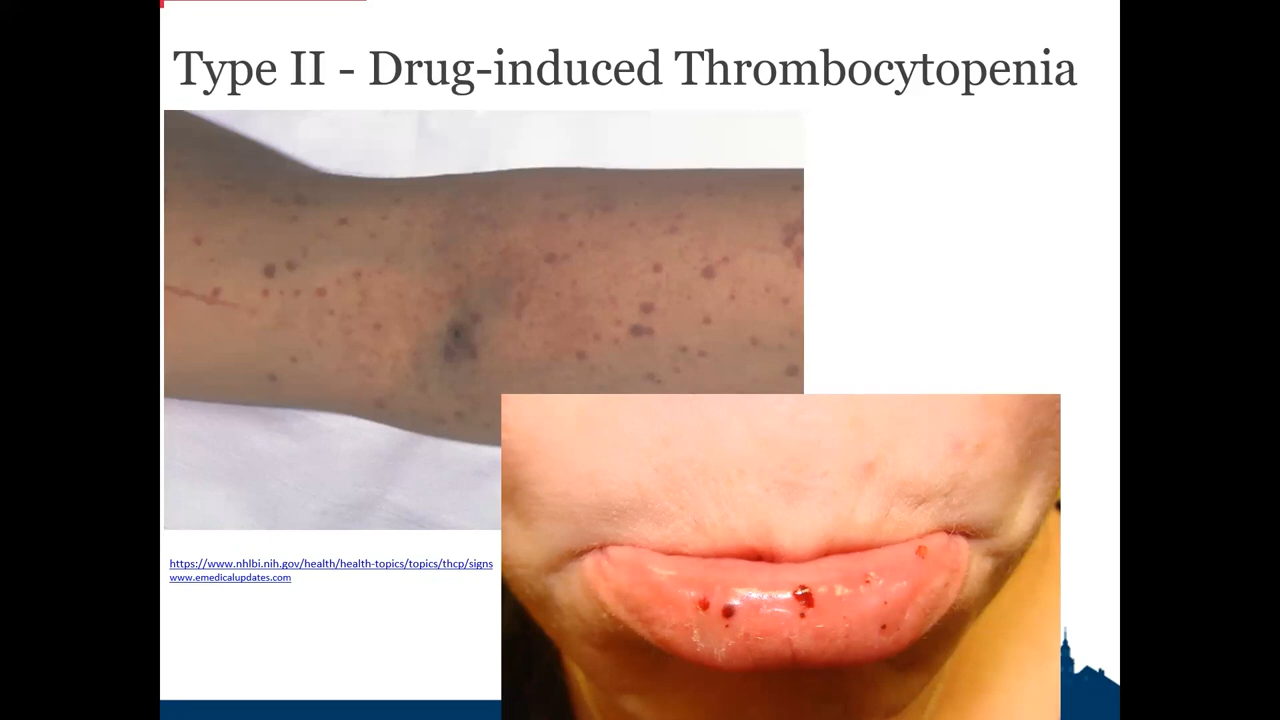 Type II - Drug-induced Thrombocytopenia
https://www.nhlbi.nih.gov/health/health-topics/topics/thcp/signs
www.emedicalupdates.com